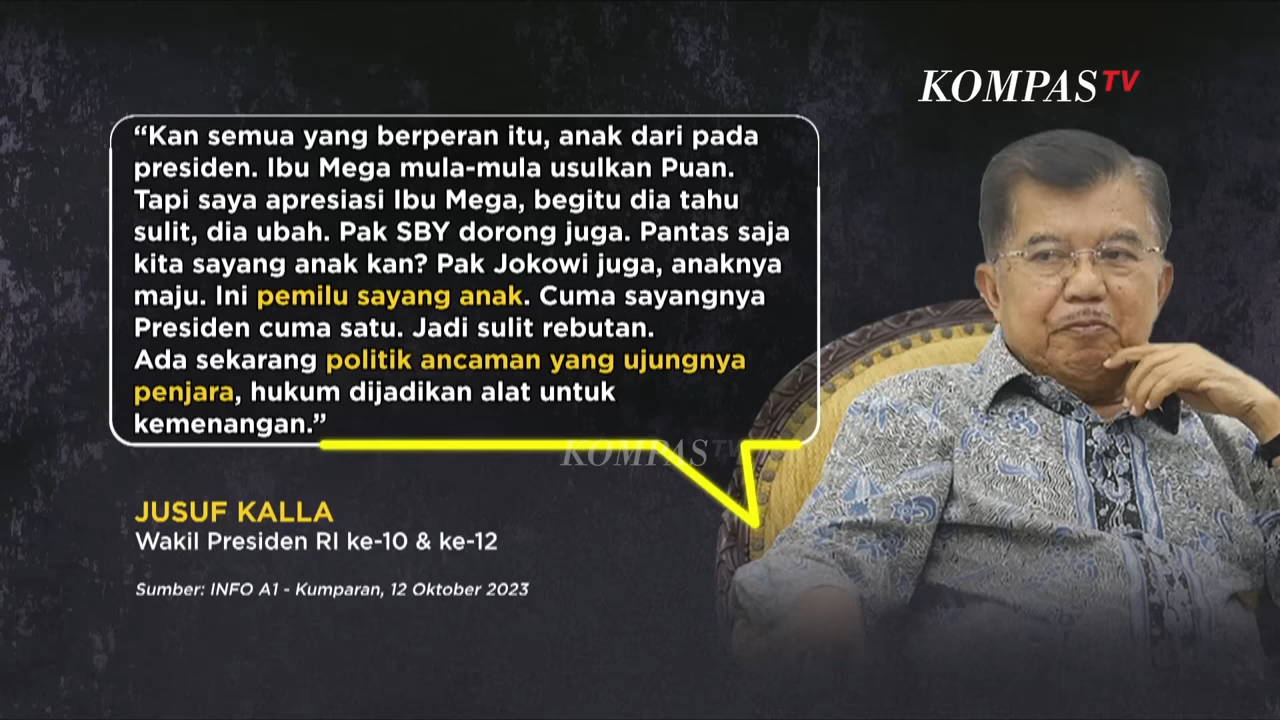 KOMPASTV
“Kan semua yang berperan itu, anak dari pada
presiden. Ibu Mega mula-mula usulkan Puan.
Tapi saya apresiasi Ibu Mega, begitu dia tahu
sulit, dia ubah. Pak SBY dorong juga. Pantas saja
kita sayang anak kan? Pak Jokowi juga, anaknya
maju. Ini pemilu sayang anak. Cuma sayangnya
Presiden cuma satu. Jadi sulit rebutan.
Ada sekarang politik ancaman yang ujungnya
penjara, hukum dijadikan alat untuk
kemenangan.”
KOMPASTV
JUSUF KALLA
Wakil Presiden RI ke-10 & ke-12
Sumber: INFO A1 - Kumparan, 12 Oktober 2023